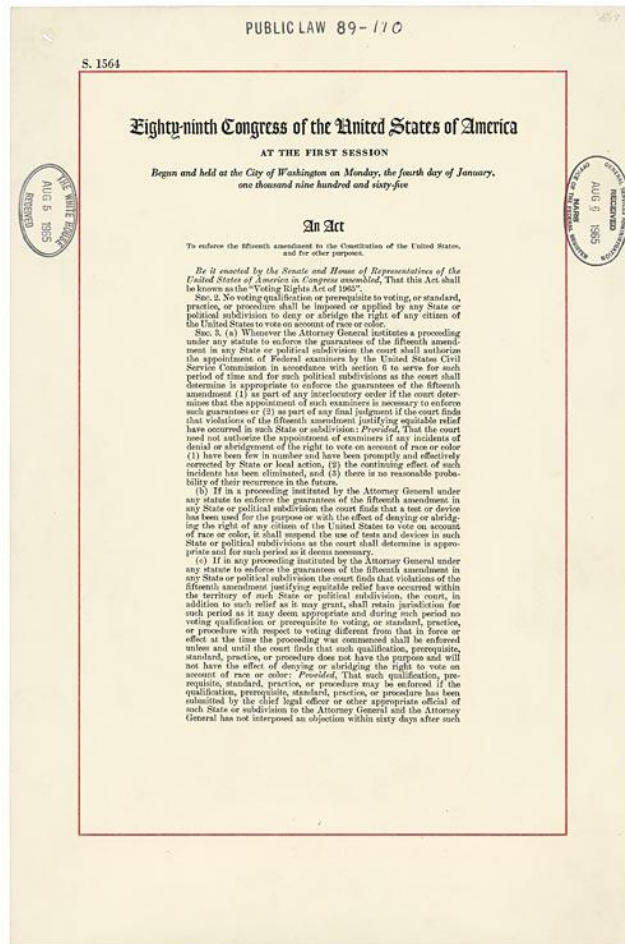 PUBLIC LAW 89-110
S. 1564
Eighty-ninth Congress of the United States of America
AT THE FIRST SESSION
Begun and held at the City of Washington on Monday, the fourth day of January,
one thousand nine hundred and sixty-five
THE WHITE HOUSE
AUG 5 1965
RECEIVED
RECEIVED
AUG 6 1965
NARS
OFFICE OF THE FEDERAL
An Act
To enforce the fifteenth amendment to the Constitution of the United States,
and for other purposes.
Be it enacted by the Senate and House of Representatives of the
United States of America in Congress assembled, That this Act shall
be known as the "Voting Rights Act of 1965".
SEC. 2. No voting qualification or prerequisite to voting, or standard,
practice, or procedure shall be imposed or applied by any State or
political subdivision to deny or abridge the right of any citizen of
the United States to vote on account of race or color.
SEC. 3. (a) Whenever the Attorney General institutes a proceeding
under any statute to enforce the guarantees of the fifteenth amend-
ment in any State or political subdivision the court shall authorize
the appointment of Federal examiners by the United States Civil
Service Commission in accordance with section 6 to serve for such
period of time and for such political subdivisions as the court shall
determine is appropriate to enforce the guarantees of the fifteenth
amendment (1) as part of any interlocutory order if the court deter-
mines that the appointment of such examiners is necessary to enforce
such guarantees or (2) as part of any final judgment if the court finds
that violations of the fifteenth amendment justifying equitable relief
have occurred in such State or subdivision: Provided, That the court
need not authorize the appointment of examiners if any incidents of
denial or abridgement of the right to vote on account of race or color
(1) have been few in number and have been promptly and effectively
corrected by State or local action, (2) the continuing effect of such
incidents has been eliminated, and (3) there is no reasonable proba-
bility of their recurrence in the future.
(b) If in a proceeding instituted by the Attorney General under
any statute to enforce the guarantees of the fifteenth amendment in
any State or political subdivision the court finds that a test or device
has been used for the purpose or with the effect of denying or abridg-
ing the right of any citizen of the United States to vote on account
of race or color, it shall suspend the use of tests and devices in such
State or political subdivisions as the court shall determine is appro-
priate and for such period as it deems necessary.
(c) If in any proceeding instituted by the Attorney General under
any statute to enforce the guarantees of the fifteenth amendment in
any State or political subdivision the court finds that violations of the
fifteenth amendment justifying equitable relief have occurred within
the territory of such State or political subdivision, the court, in
addition to such relief as it may grant, shall retain jurisdiction for
such period as it may deem appropriate and during such period no
voting qualification or prerequisite to voting, or standard, practice,
or procedure with respect to voting different from that in force or
effect at the time the proceeding was commenced shall be enforced
unless and until the court finds that such qualification, prerequisite,
standard, practice, or procedure does not have the purpose and will
not have the effect of denying or abridging the right to vote on
account of race or color: Provided, That such qualification, pre-
requisite, standard, practice, or procedure may be enforced if the
qualification, prerequisite, standard, practice, or procedure has been
submitted by the chief legal officer or other appropriate official of
such State or subdivision to the Attorney General and the Attorney
General has not interposed an objection within sixty days after such